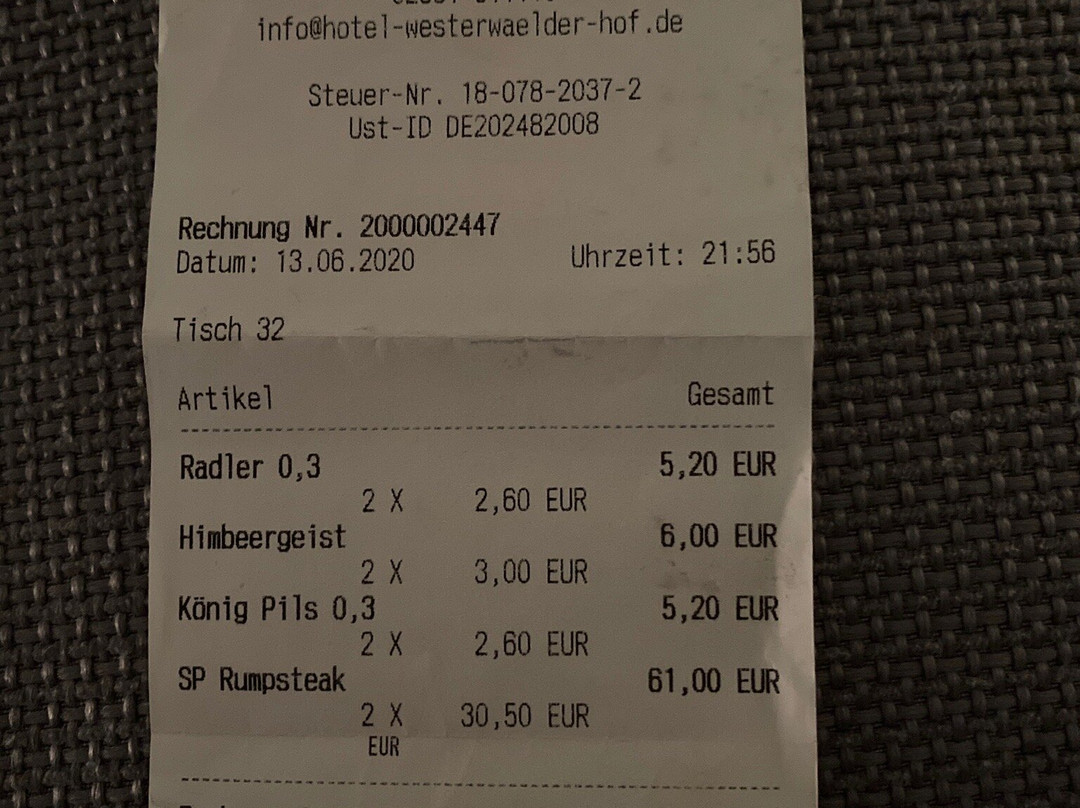 info@hotel-westerwaelder-hof.de
Steuer-Nr. 18-078-2037-2
Ust-ID DE202482008
Rechnung Nr. 2000002447
Datum: 13.06.2020 Uhrzeit: 21:56
Tisch 32
Artikel Gesamt
Radler 0,3 5,20 EUR
2 X 2,60 EUR
Himbeergeist 6,00 EUR
2 X 3,00 EUR
König Pils 0,3 5,20 EUR
2 X 2,60 EUR
SP Rumpsteak 61,00 EUR
2 X 30,50 EUR
EUR